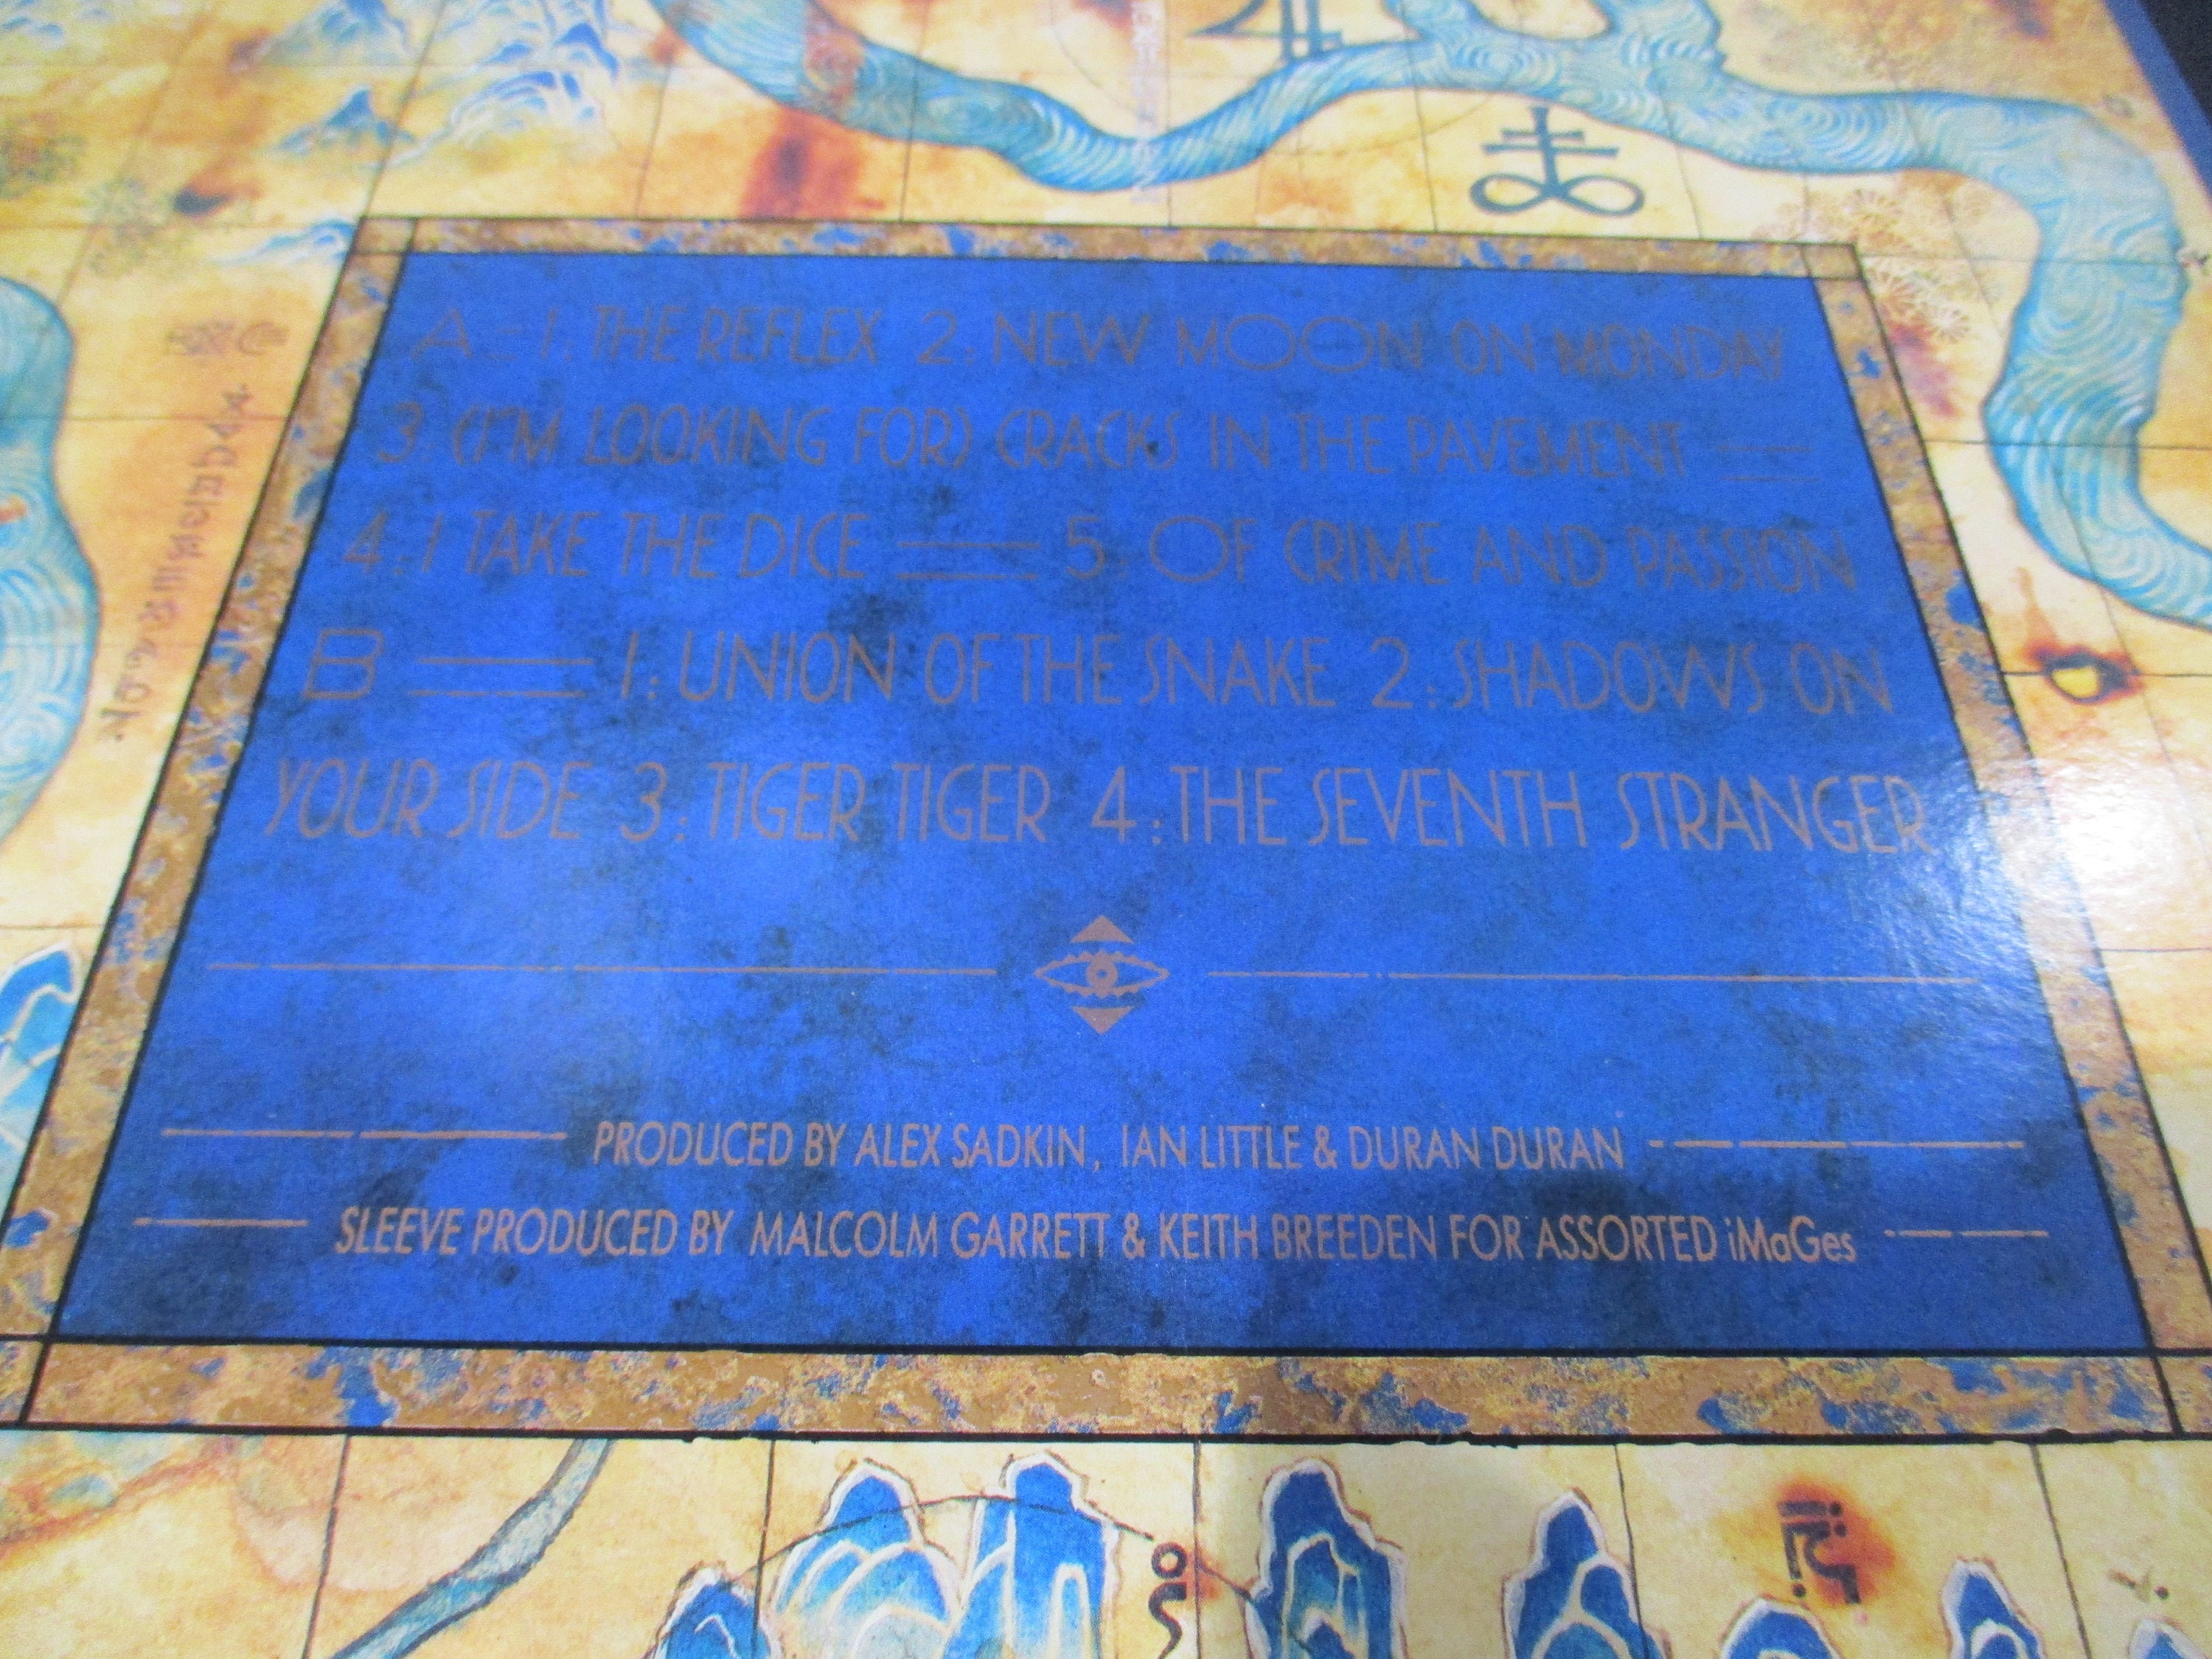 A = 1: THE REFLEX 2: NEW MOON ON MONDAY
3: (I'M LOOKING FOR) CRACKS IN THE PAVEMENT
4: I TAKE THE DICE 5: OF CRIME AND PASSION
B 1: UNION OF THE SNAKE 2: SHADOWS ON
YOUR SIDE 3: TIGER TIGER 4: THE SEVENTH STRANGER
PRODUCED BY ALEX SADKIN, IAN LITTLE & DURAN DURAN
SLEEVE PRODUCED BY MALCOLM GARRETT & KEITH BREEDEN FOR ASSORTED iMaGes